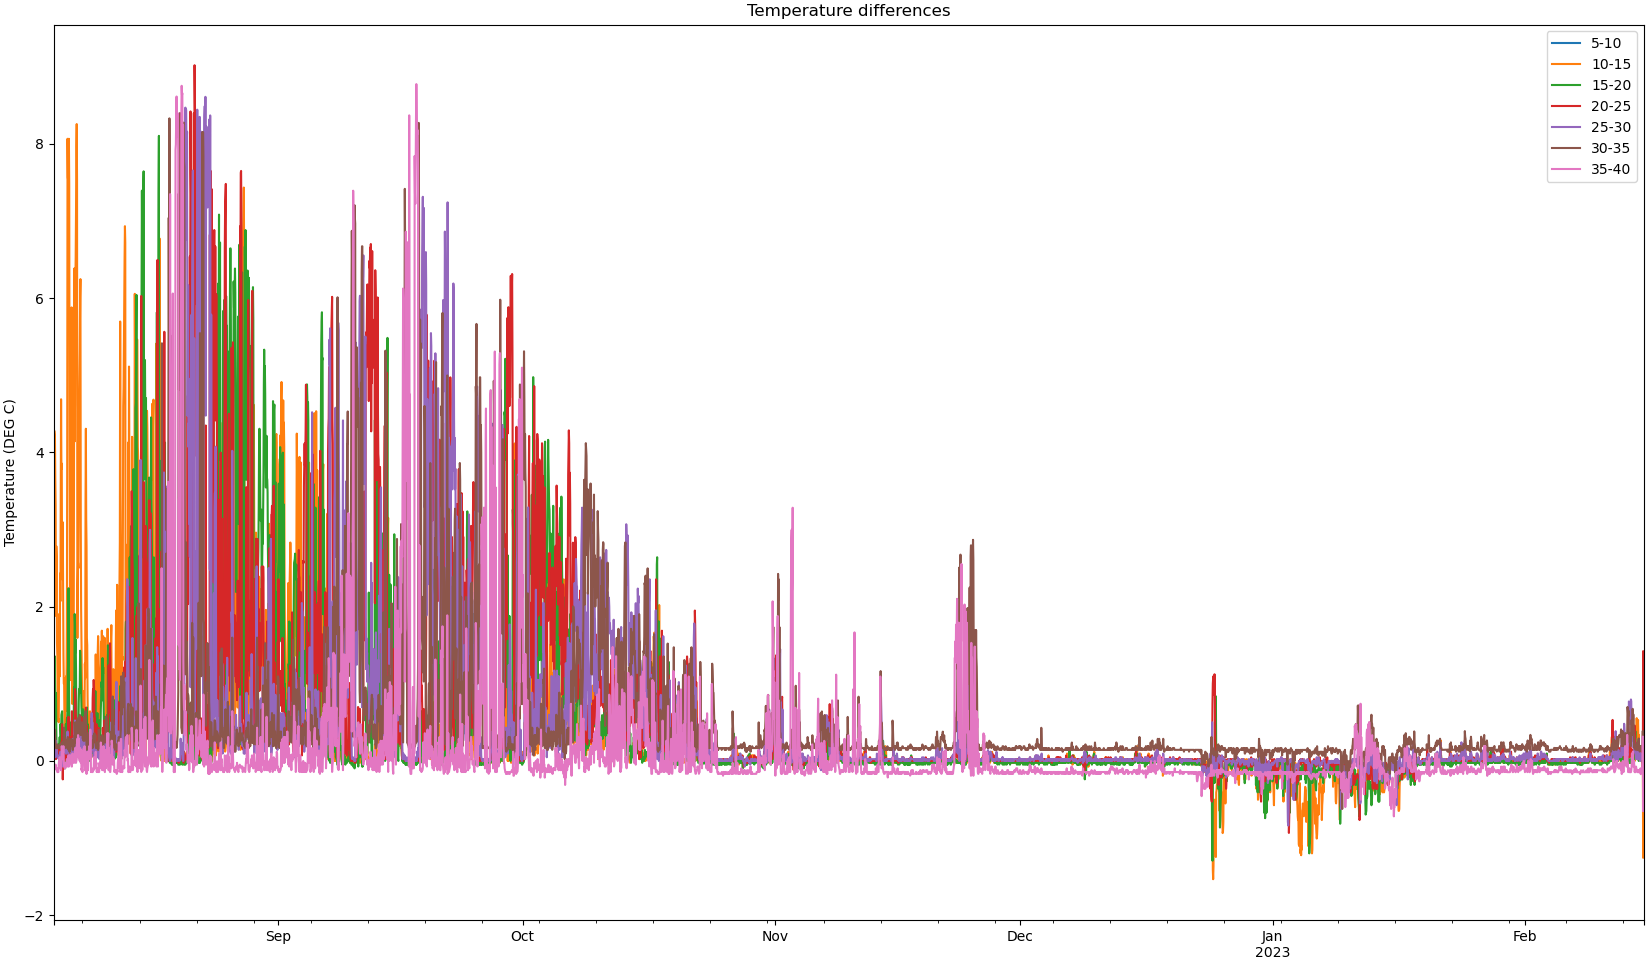 Temperature differences
Temperature (DEG C)
8
6
4
2
0
−2
Sep
Oct
Nov
Dec
Jan
2023
Feb
5-10
10-15
15-20
20-25
25-30
30-35
35-40